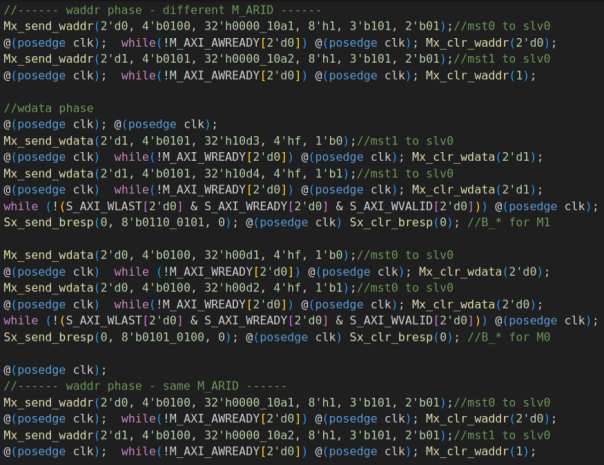 //------ waddr phase - different M_ARID ------
Mx_send_waddr(2'd0, 4'b0100, 32'h0000_10a1, 8'h1, 3'b101, 2'b01);//mst0 to slv0
@(posedge clk);  while(!M_AXI_AWREADY[2'd0]) @(posedge clk); Mx_clr_waddr(2'd0);
Mx_send_waddr(2'd1, 4'b0101, 32'h0000_10a2, 8'h1, 3'b101, 2'b01);//mst1 to slv0
@(posedge clk);  while(!M_AXI_AWREADY[2'd0]) @(posedge clk); Mx_clr_waddr(1);
//wdata phase
@(posedge clk); @(posedge clk);
Mx_send_wdata(2'd1, 4'b0101, 32'h10d3, 4'hf, 1'b0);//mst1 to slv0
@(posedge clk)  while(!M_AXI_WREADY[2'd0]) @(posedge clk); Mx_clr_wdata(2'd1);
Mx_send_wdata(2'd1, 4'b0101, 32'h10d4, 4'hf, 1'b1);//mst1 to slv0
@(posedge clk)  while(!M_AXI_WREADY[2'd0]) @(posedge clk); Mx_clr_wdata(2'd1);
while (!(S_AXI_WLAST[2'd0] & S_AXI_WREADY[2'd0] & S_AXI_WVALID[2'd0])) @(posedge clk);
Sx_send_bresp(0, 8'b0110_0101, 0); @(posedge clk) Sx_clr_bresp(0); //B_* for M1
Mx_send_wdata(2'd0, 4'b0100, 32'h00d1, 4'hf, 1'b0);//mst0 to slv0
@(posedge clk)  while (!M_AXI_WREADY[2'd0]) @(posedge clk); Mx_clr_wdata(2'd0);
Mx_send_wdata(2'd0, 4'b0100, 32'h00d2, 4'hf, 1'b1);//mst0 to slv0
@(posedge clk)  while(!M_AXI_WREADY[2'd0]) @(posedge clk); Mx_clr_wdata(2'd0);
while (!(S_AXI_WLAST[2'd0] & S_AXI_WREADY[2'd0] & S_AXI_WVALID[2'd0])) @(posedge clk);
Sx_send_bresp(0, 8'b0101_0100, 0); @(posedge clk) Sx_clr_bresp(0); //B_* for M0
@(posedge clk);
//------ waddr phase - same M_ARID ------
Mx_send_waddr(2'd0, 4'b0100, 32'h0000_10a1, 8'h1, 3'b101, 2'b01);//mst0 to slv0
@(posedge clk);  while(!M_AXI_AWREADY[2'd0]) @(posedge clk); Mx_clr_waddr(2'd0);
Mx_send_waddr(2'd1, 4'b0100, 32'h0000_10a2, 8'h1, 3'b101, 2'b01);//mst1 to slv0
@(posedge clk);  while(!M_AXI_AWREADY[2'd0]) @(posedge clk); Mx_clr_waddr(1);